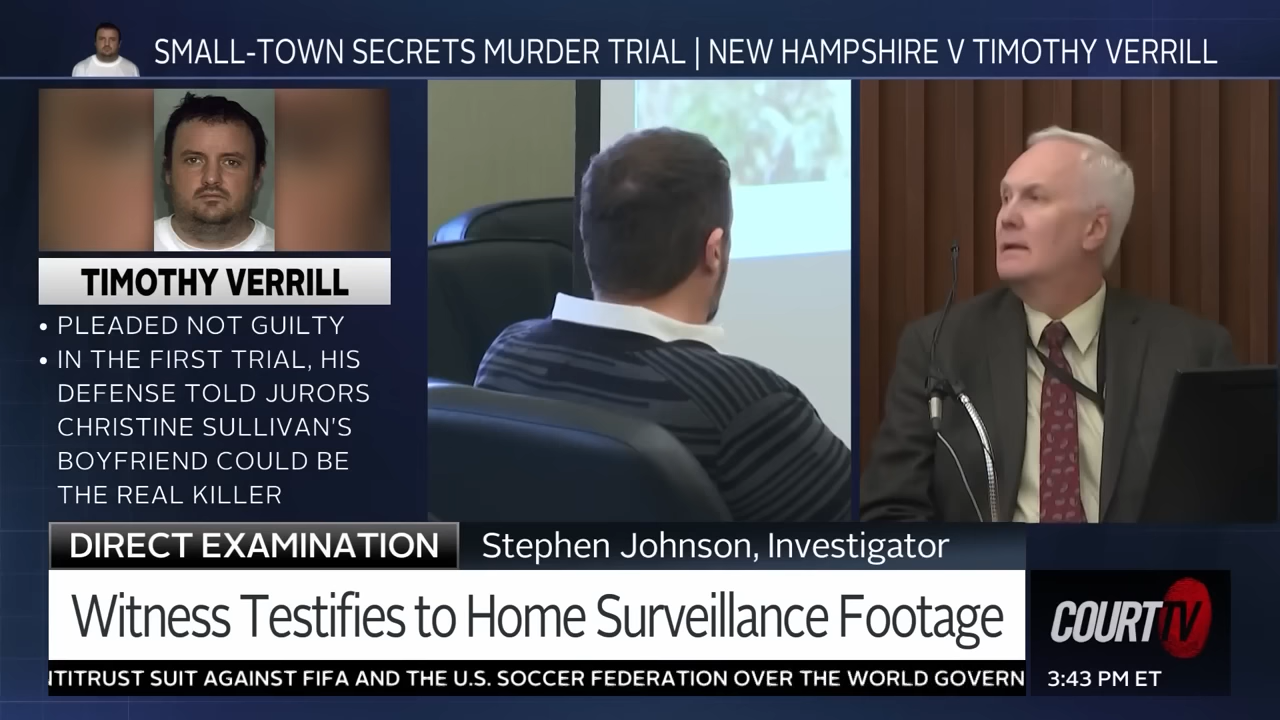 SMALL-TOWN SECRETS MURDER TRIAL | NEW HAMPSHIRE V TIMOTHY VERRILL
TIMOTHY VERRILL
• PLEADED NOT GUILTY
• IN THE FIRST TRIAL, HIS
DEFENSE TOLD JURORS
CHRISTINE SULLIVAN'S
BOYFRIEND COULD BE
THE REAL KILLER
DIRECT EXAMINATION
Stephen Johnson, Investigator
Witness Testifies to Home Surveillance Footage
COURT TV
NTITRUST SUIT AGAINST FIFA AND THE U.S. SOCCER FEDERATION OVER THE WORLD GOVERN
3:43 PM ET